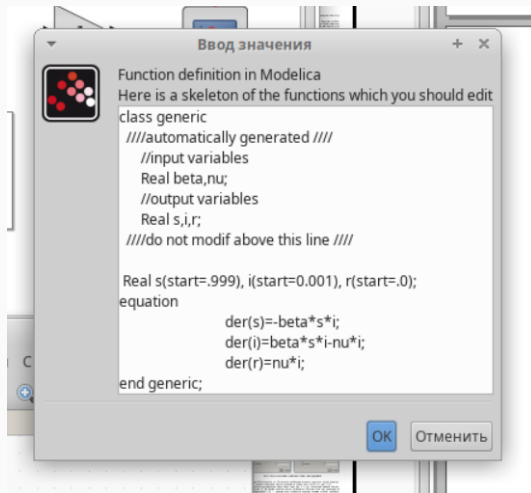 Ввод значения
Function definition in Modelica
Here is a skeleton of the functions which you should edit
class generic
////automatically generated ////
//input variables
Real beta,nu;
//output variables
Real s,i,r;
////do not modif above this line ////
Real s(start=.999), i(start=0.001), r(start=.0);
equation
der(s)=-beta*s*i;
der(i)=beta*s*i-nu*i;
der(r)=nu*i;
end generic;
С
OK
Отменить